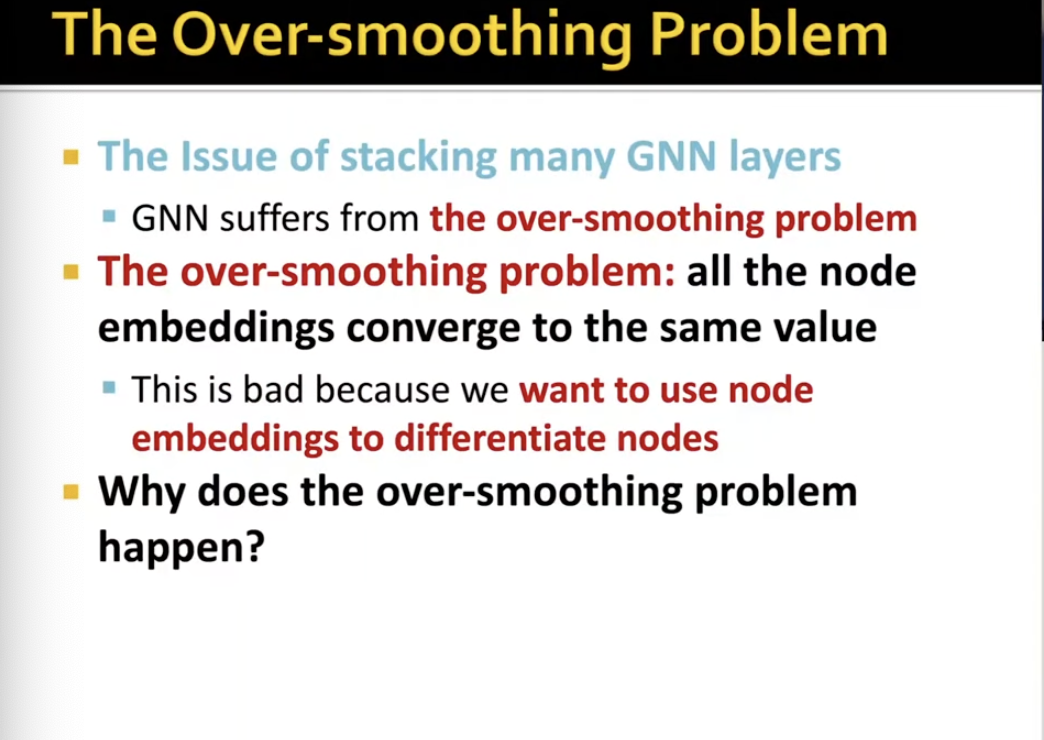 The Over-smoothing Problem
The Issue of stacking many GNN layers
GNN suffers from the over-smoothing problem
The over-smoothing problem: all the node
embeddings converge to the same value
This is bad because we want to use node
embeddings to differentiate nodes
Why does the over-smoothing problem
happen?